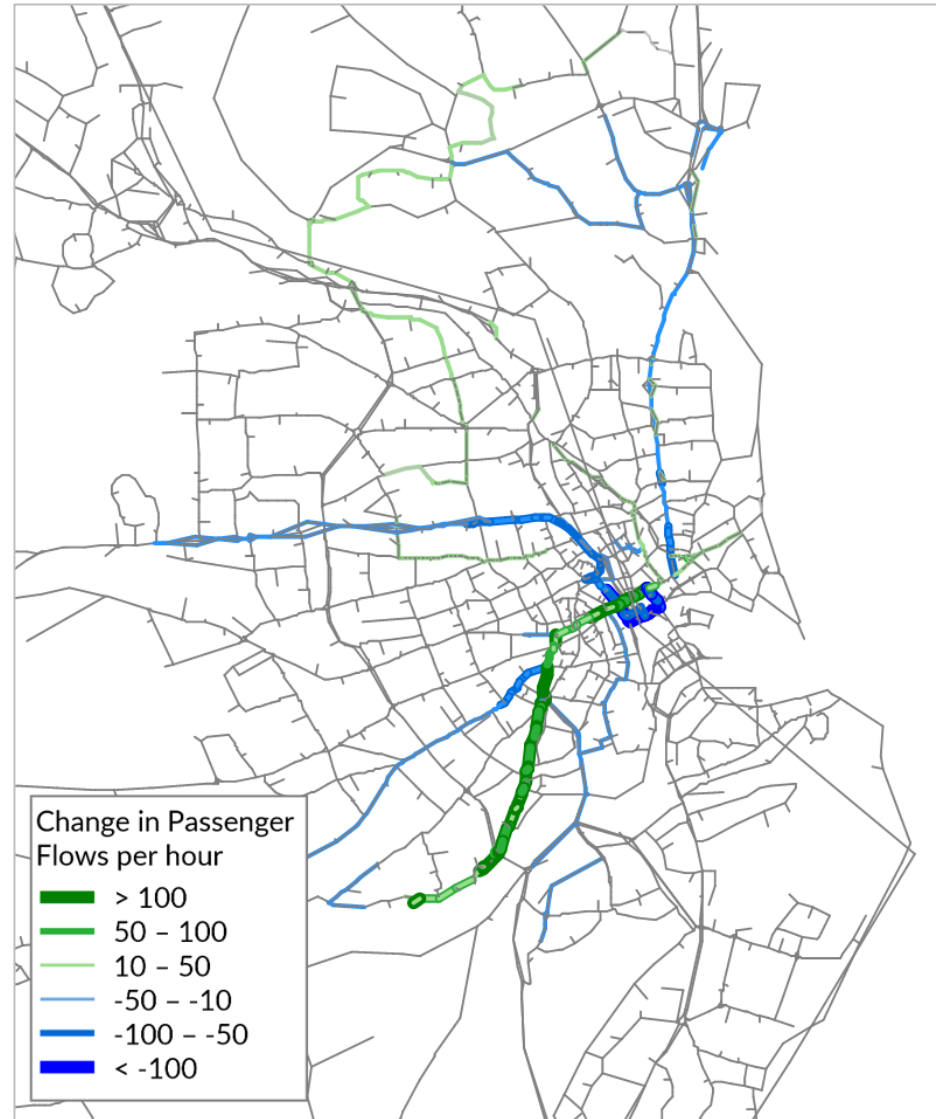 Change in Passenger
Flows per hour
> 100
50 – 100
10 – 50
-50 – -10
-100 – -50
< -100